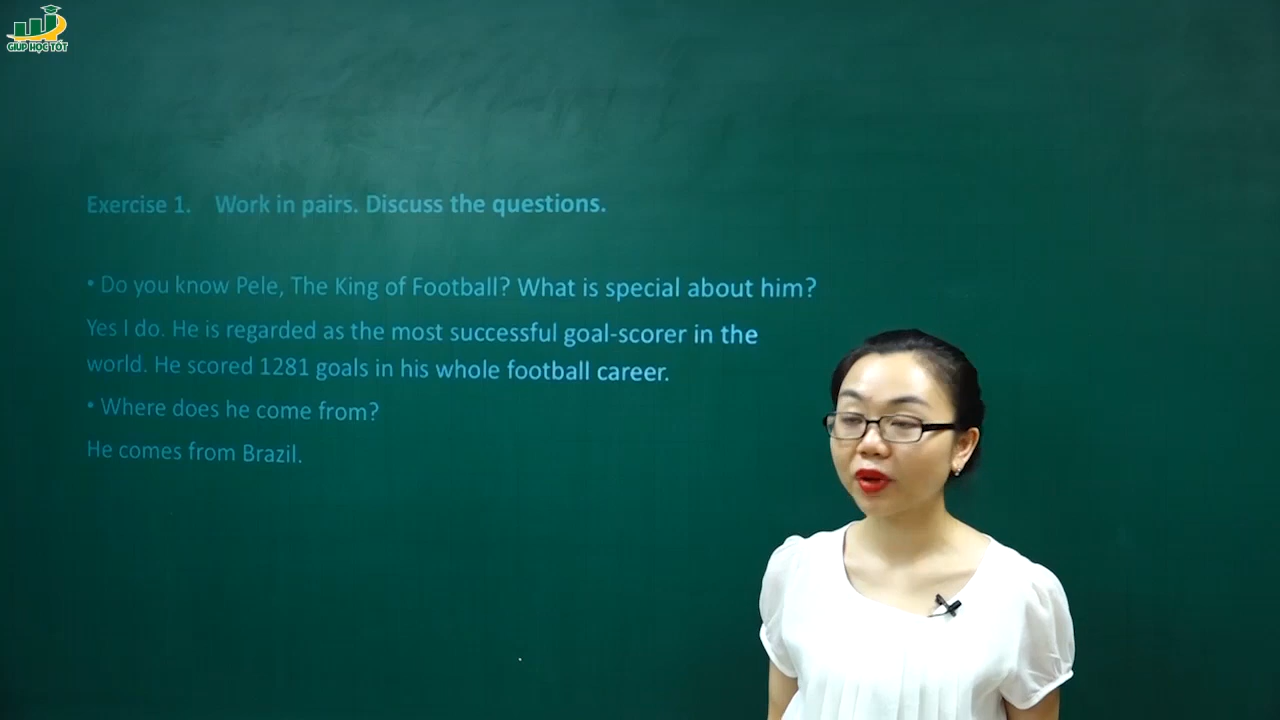 GIÚP HỌC TỐT
Exercise 1. Work in pairs. Discuss the questions.
• Do you know Pele, The King of Football? What is special about him?
Yes I do. He is regarded as the most successful goal-scorer in the
world. He scored 1281 goals in his whole football career.
• Where does he come from?
He comes from Brazil.